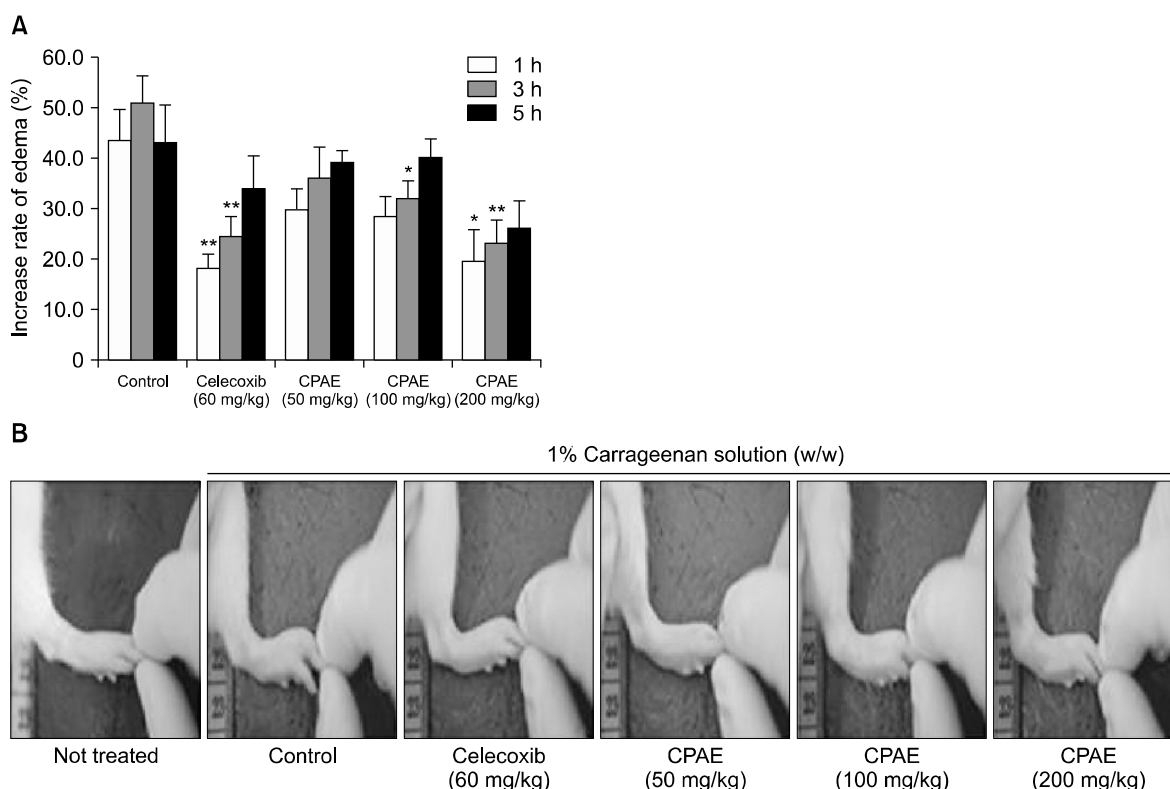 A
Increase rate of edema (%)
60.0
50.0
40.0
30.0
20.0
10.0
0
1 h
3 h
5 h
**
**
*
*
**
Control
Celecoxib
(60 mg/kg)
CPAE
(50 mg/kg)
CPAE
(100 mg/kg)
CPAE
(200 mg/kg)
B
1% Carrageenan solution (w/w)
Not treated
Control
Celecoxib
(60 mg/kg)
CPAE
(50 mg/kg)
CPAE
(100 mg/kg)
CPAE
(200 mg/kg)